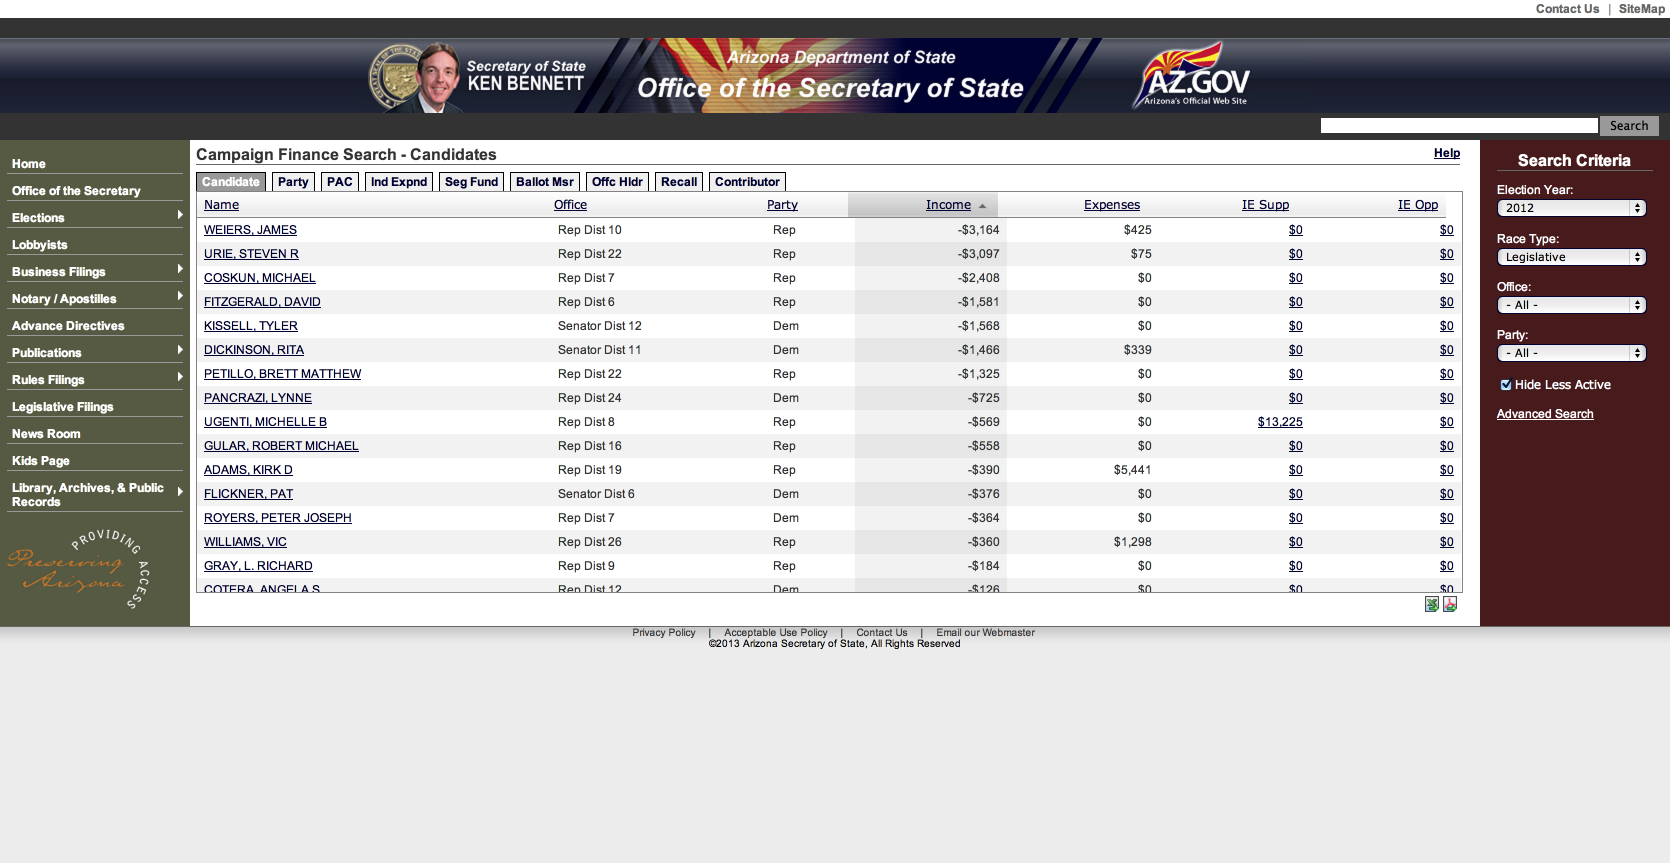 Contact Us | SiteMap
Secretary of State
KEN BENNETT
Arizona Department of State
Office of the Secretary of State
AZ.GOV
Arizona's Official Web Site
Search
Home
Office of the Secretary
Elections
Lobbyists
Business Filings
Notary / Apostilles
Advance Directives
Publications
Rules Filings
Legislative Filings
News Room
Kids Page
Library, Archives, & Public
Records
PROVIDING ACCESS
Preserving
Arizona
Campaign Finance Search - Candidates
Help
Candidate Party PAC Ind Expnd Seg Fund Ballot Msr Offc Hldr Recall Contributor
Name Office Party Income Expenses IE Supp IE Opp
WEIERS, JAMES Rep Dist 10 Rep -$3,164 $425 $0 $0
URIE, STEVEN R Rep Dist 22 Rep -$3,097 $75 $0 $0
COSKUN, MICHAEL Rep Dist 7 Rep -$2,408 $0 $0 $0
FITZGERALD, DAVID Rep Dist 6 Rep -$1,581 $0 $0 $0
KISSELL, TYLER Senator Dist 12 Dem -$1,568 $0 $0 $0
DICKINSON, RITA Senator Dist 11 Dem -$1,466 $339 $0 $0
PETILLO, BRETT MATTHEW Rep Dist 22 Rep -$1,325 $0 $0 $0
PANCRAZI, LYNNE Rep Dist 24 Dem -$725 $0 $0 $0
UGENTI, MICHELLE B Rep Dist 8 Rep -$569 $0 $13,225 $0
GULAR, ROBERT MICHAEL Rep Dist 16 Rep -$558 $0 $0 $0
ADAMS, KIRK D Rep Dist 19 Rep -$390 $5,441 $0 $0
FLICKNER, PAT Senator Dist 6 Dem -$376 $0 $0 $0
ROYERS, PETER JOSEPH Rep Dist 7 Dem -$364 $0 $0 $0
WILLIAMS, VIC Rep Dist 26 Rep -$360 $1,298 $0 $0
GRAY, L. RICHARD Rep Dist 9 Rep -$184 $0 $0 $0
COTERA, ANGELA S Rep Dist 12 Dem -$126 $0 $0 $0
Search Criteria
Election Year:
2012
Race Type:
Legislative
Office:
- All -
Party:
- All -
Hide Less Active
Advanced Search
Privacy Policy | Acceptable Use Policy | Contact Us | Email our Webmaster
©2013 Arizona Secretary of State, All Rights Reserved